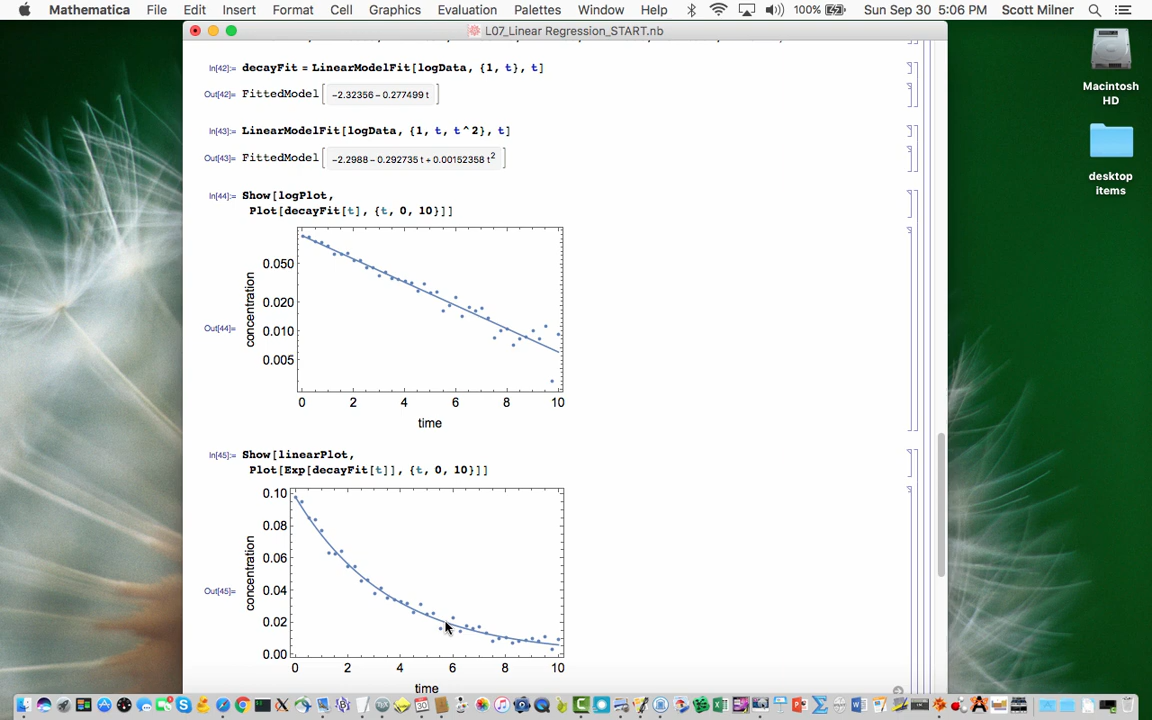 Mathematica File Edit Insert Format Cell Graphics Evaluation Palettes Window Help 100% Sun Sep 30 5:06 PM Scott Milner
L07_Linear Regression_START.nb
In[42]:= decayFit = LinearModelFit[logData, {1, t}, t]
Out[42]= FittedModel[ -2.32356 - 0.277499 t ]
In[43]:= LinearModelFit[logData, {1, t, t^2}, t]
Out[43]= FittedModel[ -2.2988 - 0.292735 t + 0.00152358 t² ]
In[44]:= Show[logPlot,
Plot[decayFit[t], {t, 0, 10}]]
Out[44]=
concentration
0.050
0.020
0.010
0.005
0 2 4 6 8 10
time
In[45]:= Show[linearPlot,
Plot[Exp[decayFit[t]], {t, 0, 10}]]
Out[45]=
concentration
0.10
0.08
0.06
0.04
0.02
0.00
0 2 4 6 8 10
time
Macintosh
HD
desktop
items